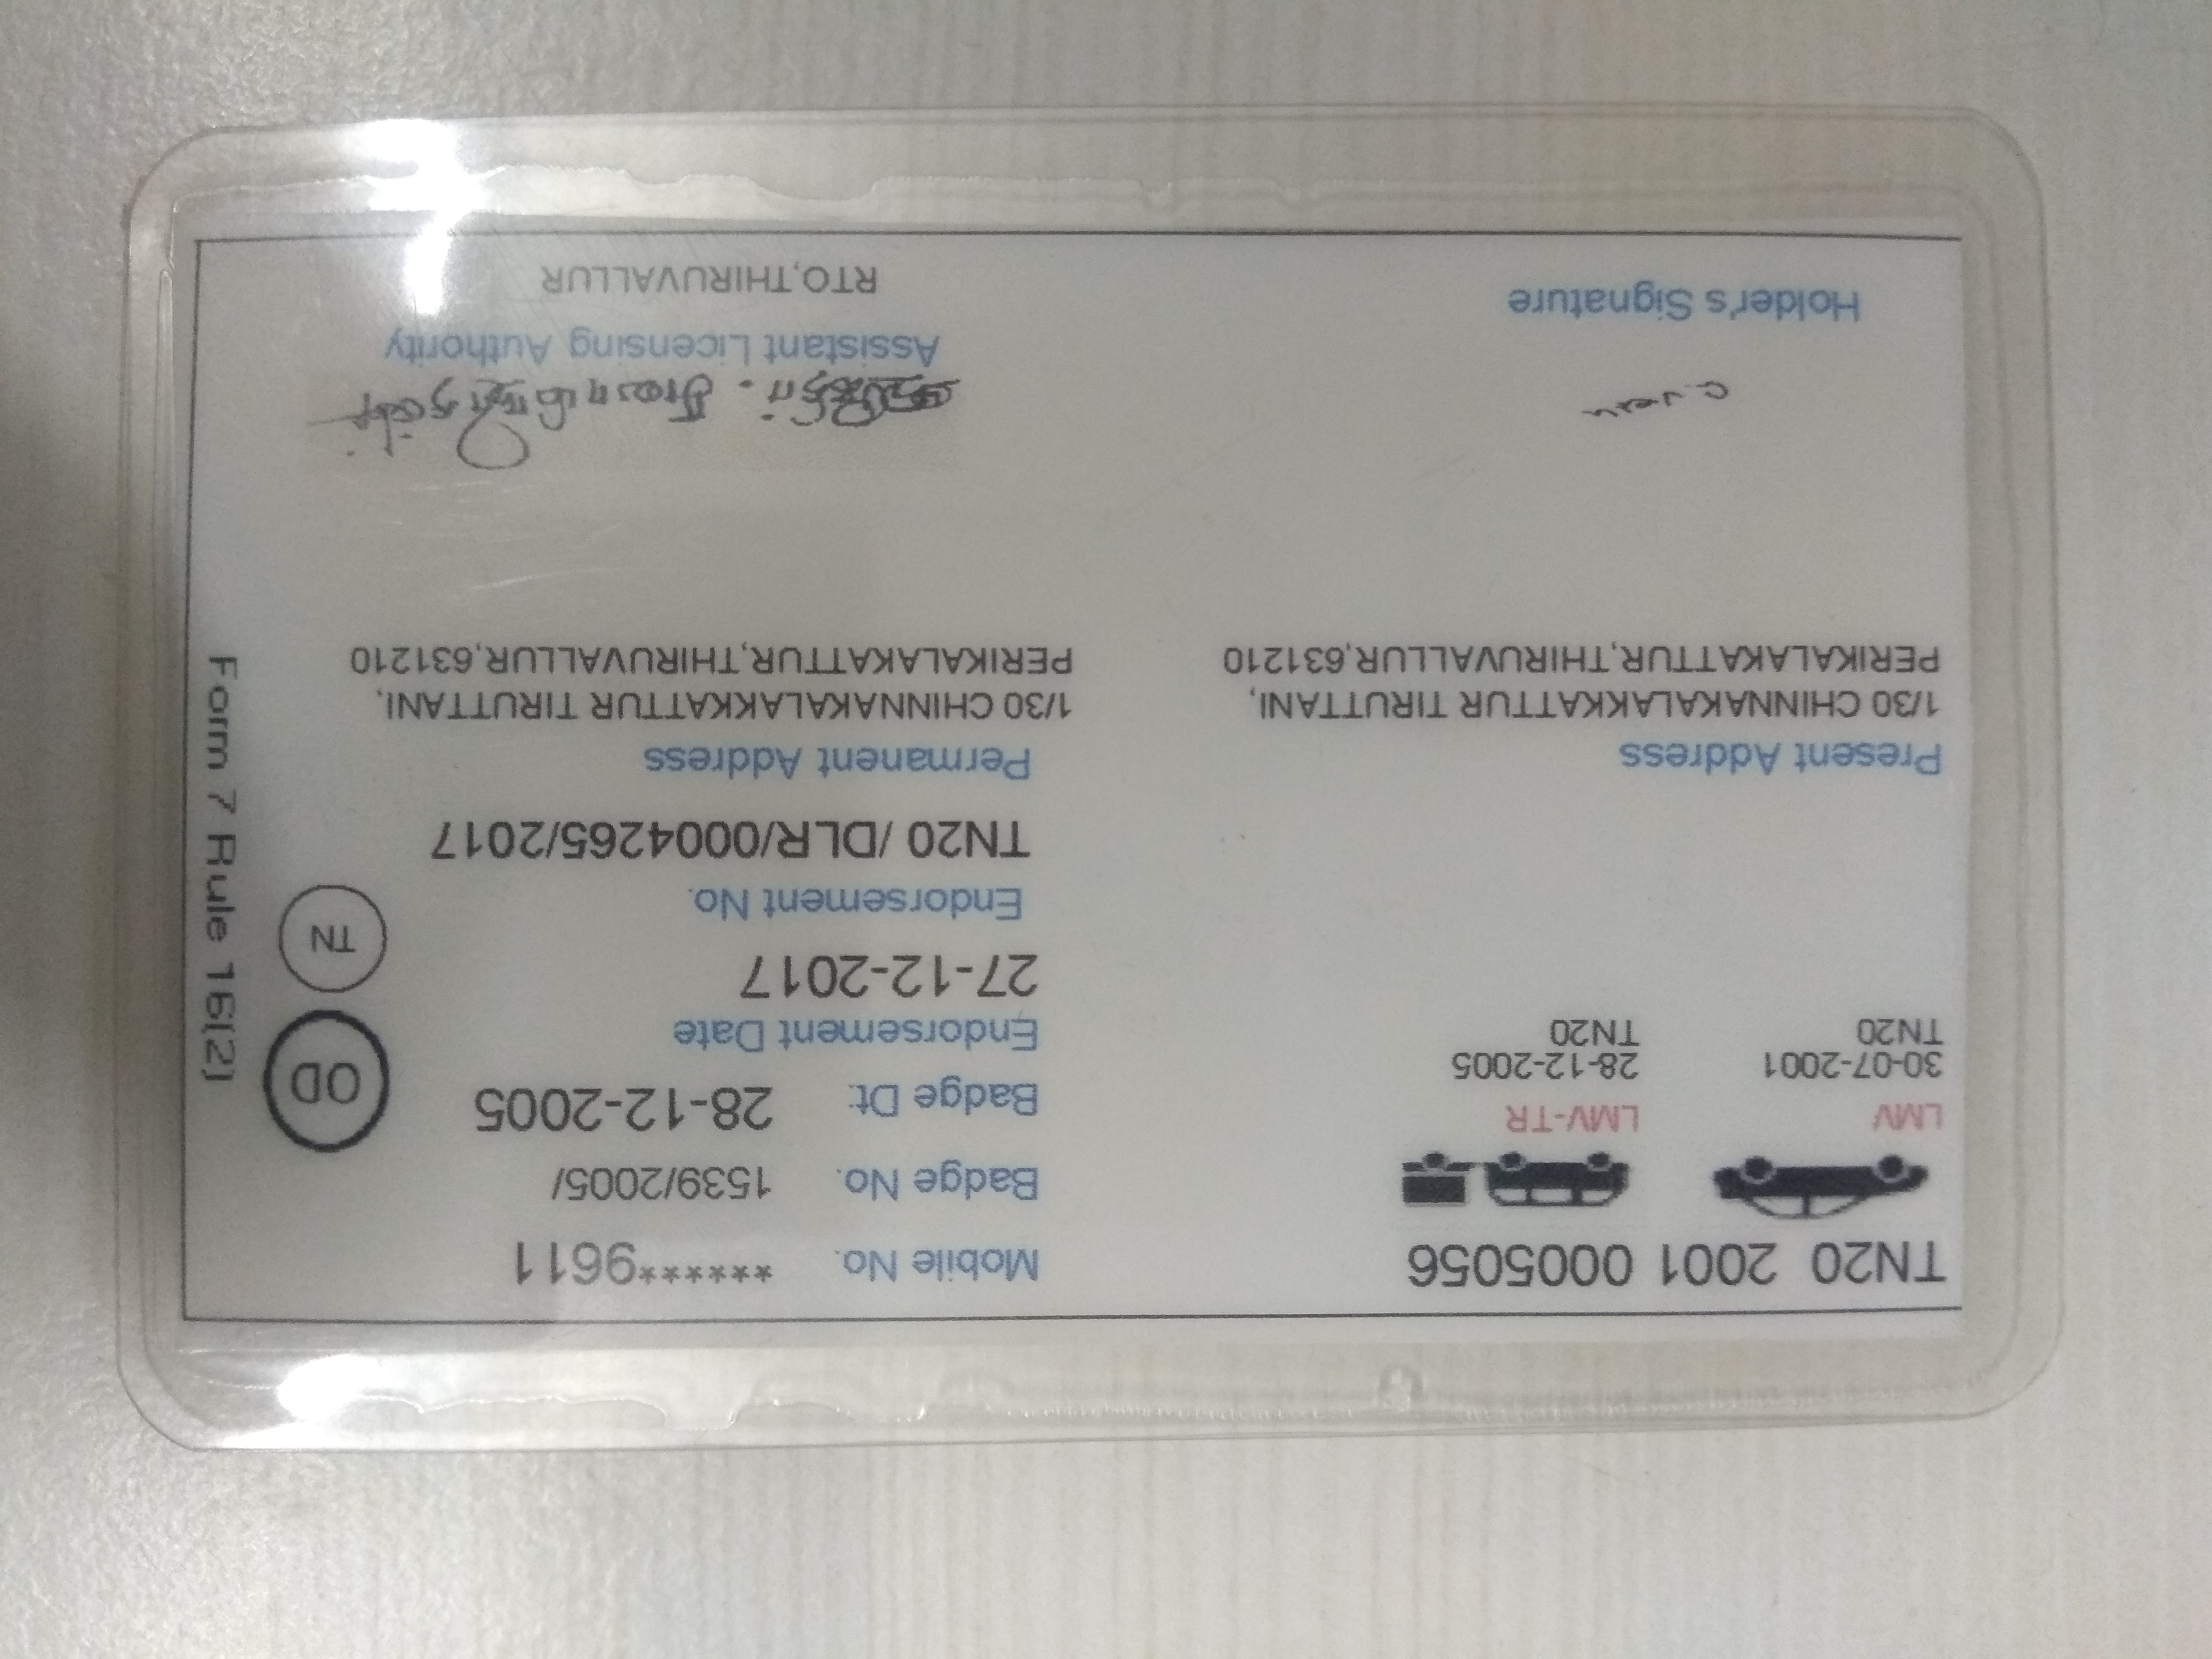 TN20 2001 0005056
LMV
30-07-2001
TN20
LMV-TR
28-12-2005
TN20
Present Address
1/30 CHINNAKALAKKATTUR TIRUTTANI,
PERIKALAKATTUR,THIRUVALLUR,631210
Holder's Signature
Mobile No. ******9611
Badge No. 1539/2005/
Badge Dt: 28-12-2005
Endorsement Date
27-12-2017
Endorsement No.
TN20 /DLR/0004265/2017
Permanent Address
1/30 CHINNAKALAKKATTUR TIRUTTANI,
PERIKALAKATTUR,THIRUVALLUR,631210
Assistant Licensing Authority
RTO,THIRUVALLUR
OD
TN
Form 7 Rule 16(2)